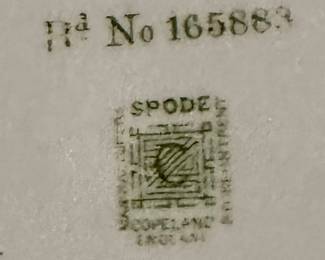 Rd No 165883
SPODE
COPELAND
ENGLAND